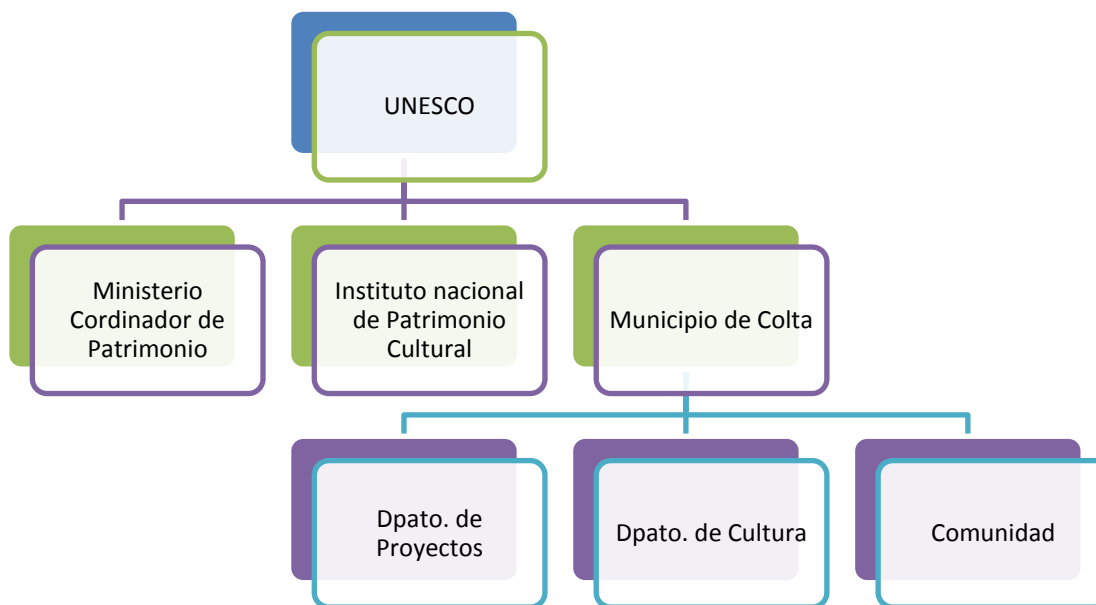 UNESCO
Ministerio
Cordinador de
Patrimonio
Instituto nacional
de Patrimonio
Cultural
Municipio de Colta
Dpato. de
Proyectos
Dpato. de Cultura
Comunidad